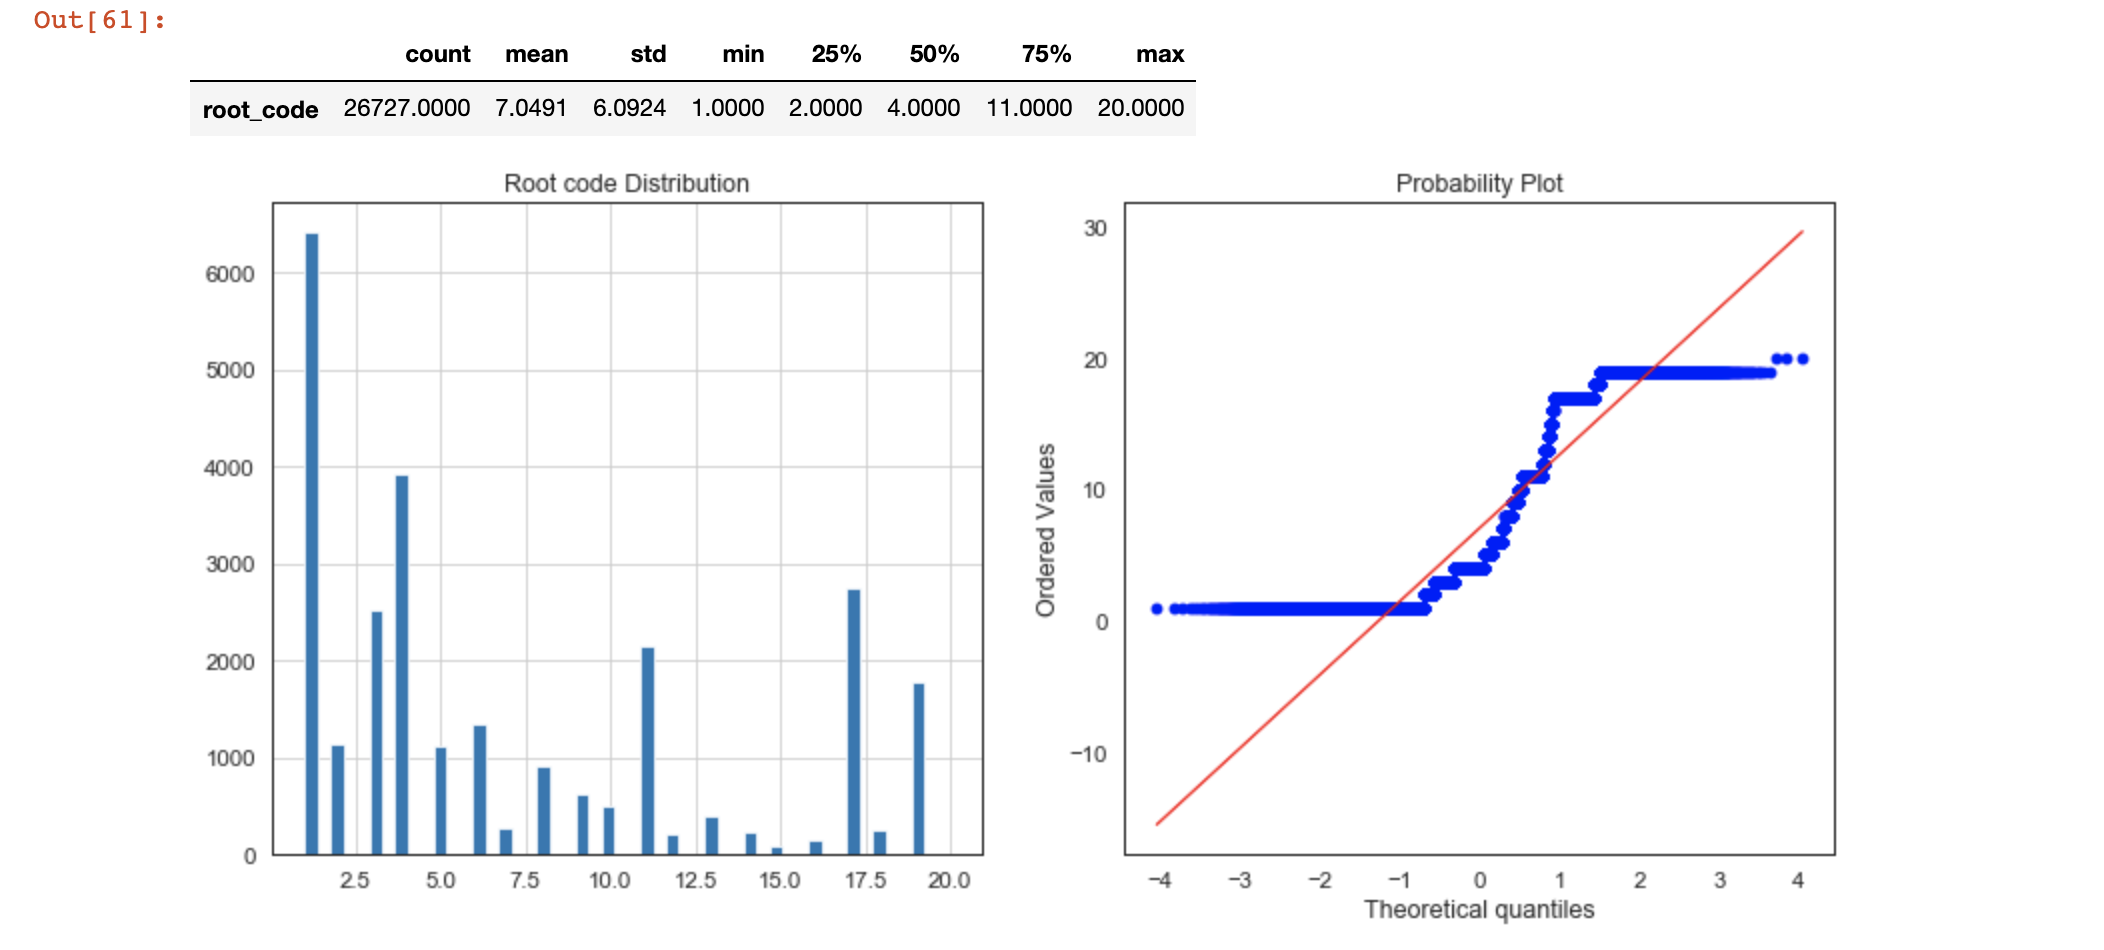 Out[61]:
count mean std min 25% 50% 75% max
root_code 26727.0000 7.0491 6.0924 1.0000 2.0000 4.0000 11.0000 20.0000
Root code Distribution
6000
5000
4000
3000
2000
1000
0
2.5 5.0 7.5 10.0 12.5 15.0 17.5 20.0
Probability Plot
Ordered Values
30
20
10
0
−10
−4 −3 −2 −1 0 1 2 3 4
Theoretical quantiles